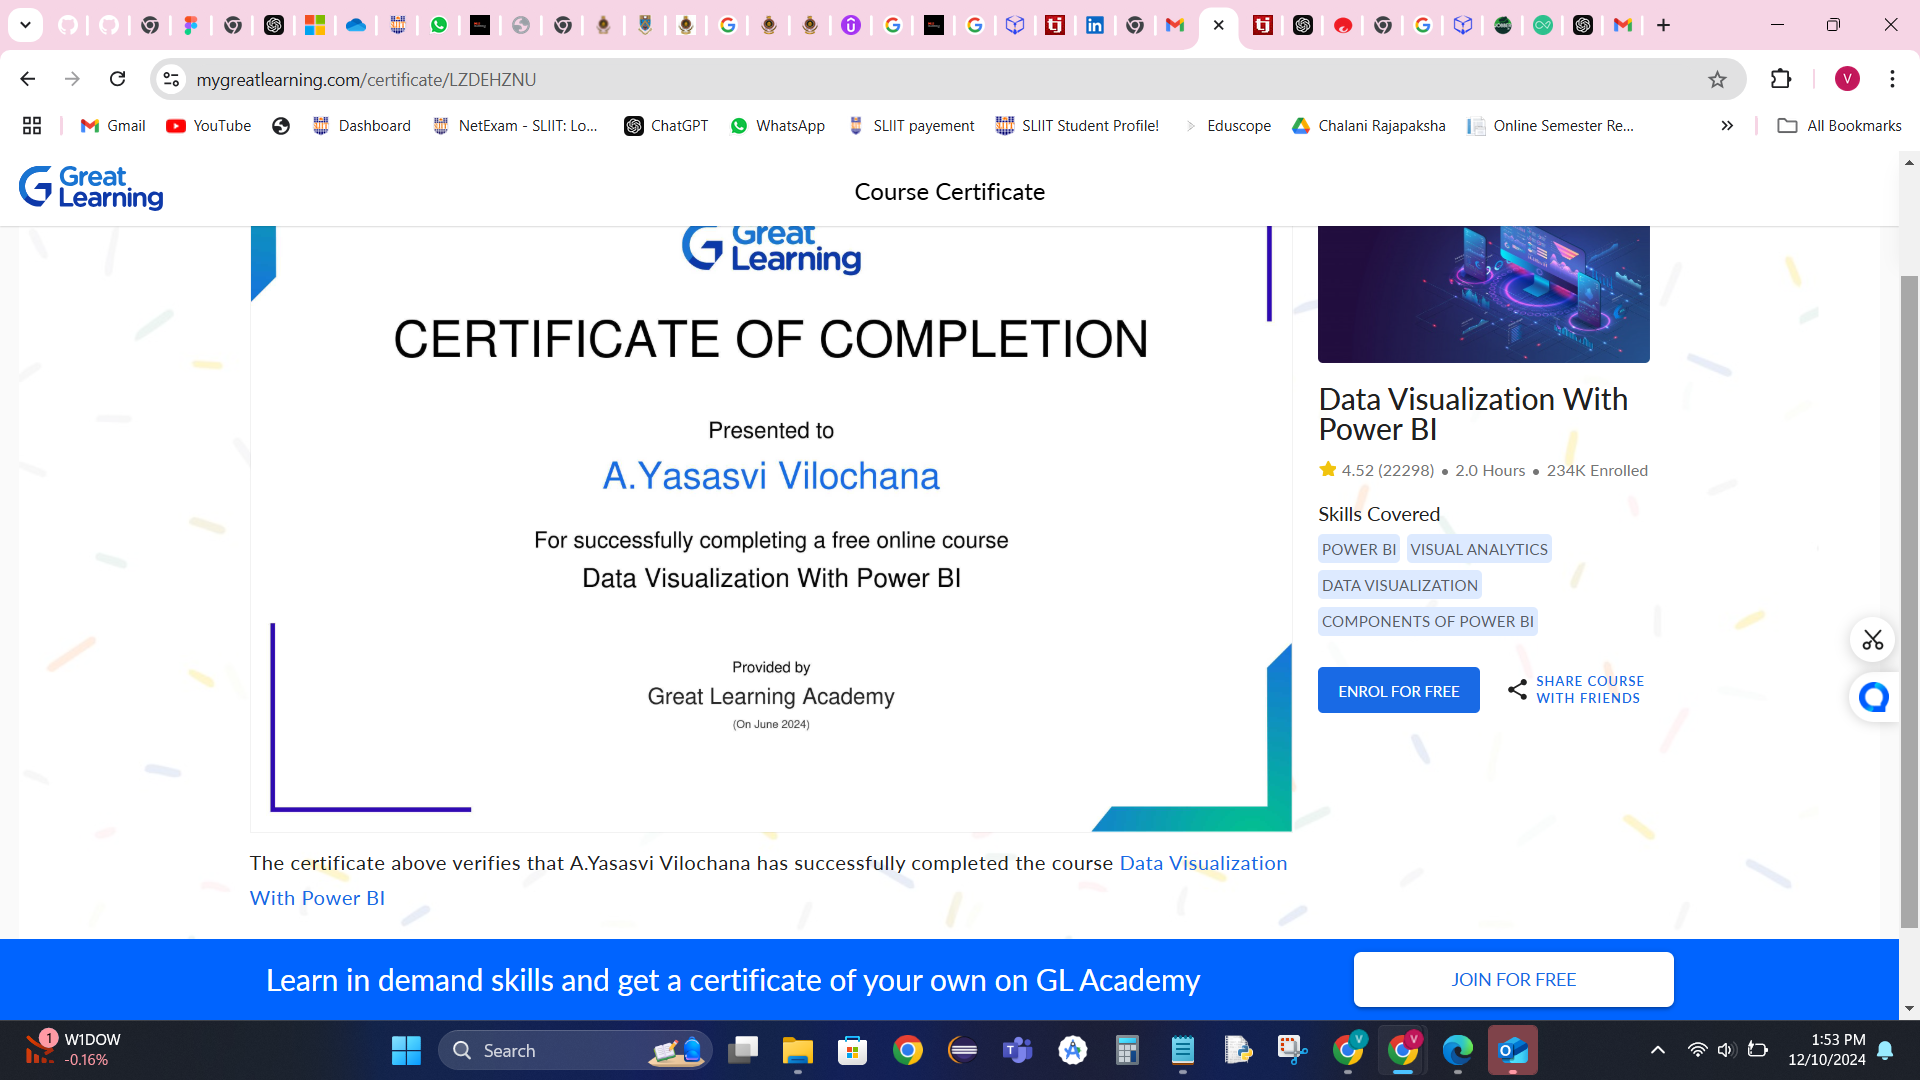 mygreatlearning.com/certificate/LZDEHZNU
V
Gmail
YouTube
Dashboard
NetExam - SLIIT: Lo...
ChatGPT
WhatsApp
SLIIT payement
SLIIT Student Profile!
Eduscope
Chalani Rajapaksha
Online Semester Re...
All Bookmarks
Great Learning
Course Certificate
Great
Learning
CERTIFICATE OF COMPLETION
Presented to
A.Yasasvi Vilochana
For successfully completing a free online course
Data Visualization With Power BI
Provided by
Great Learning Academy
(On June 2024)
Data Visualization With
Power BI
4.52 (22298) ● 2.0 Hours ● 234K Enrolled
Skills Covered
POWER BI VISUAL ANALYTICS
DATA VISUALIZATION
COMPONENTS OF POWER BI
ENROL FOR FREE
SHARE COURSE
WITH FRIENDS
The certificate above verifies that A.Yasasvi Vilochana has successfully completed the course Data Visualization
With Power BI
Learn in demand skills and get a certificate of your own on GL Academy
JOIN FOR FREE
1
W1DOW
-0.16%
Search
1:53 PM
12/10/2024